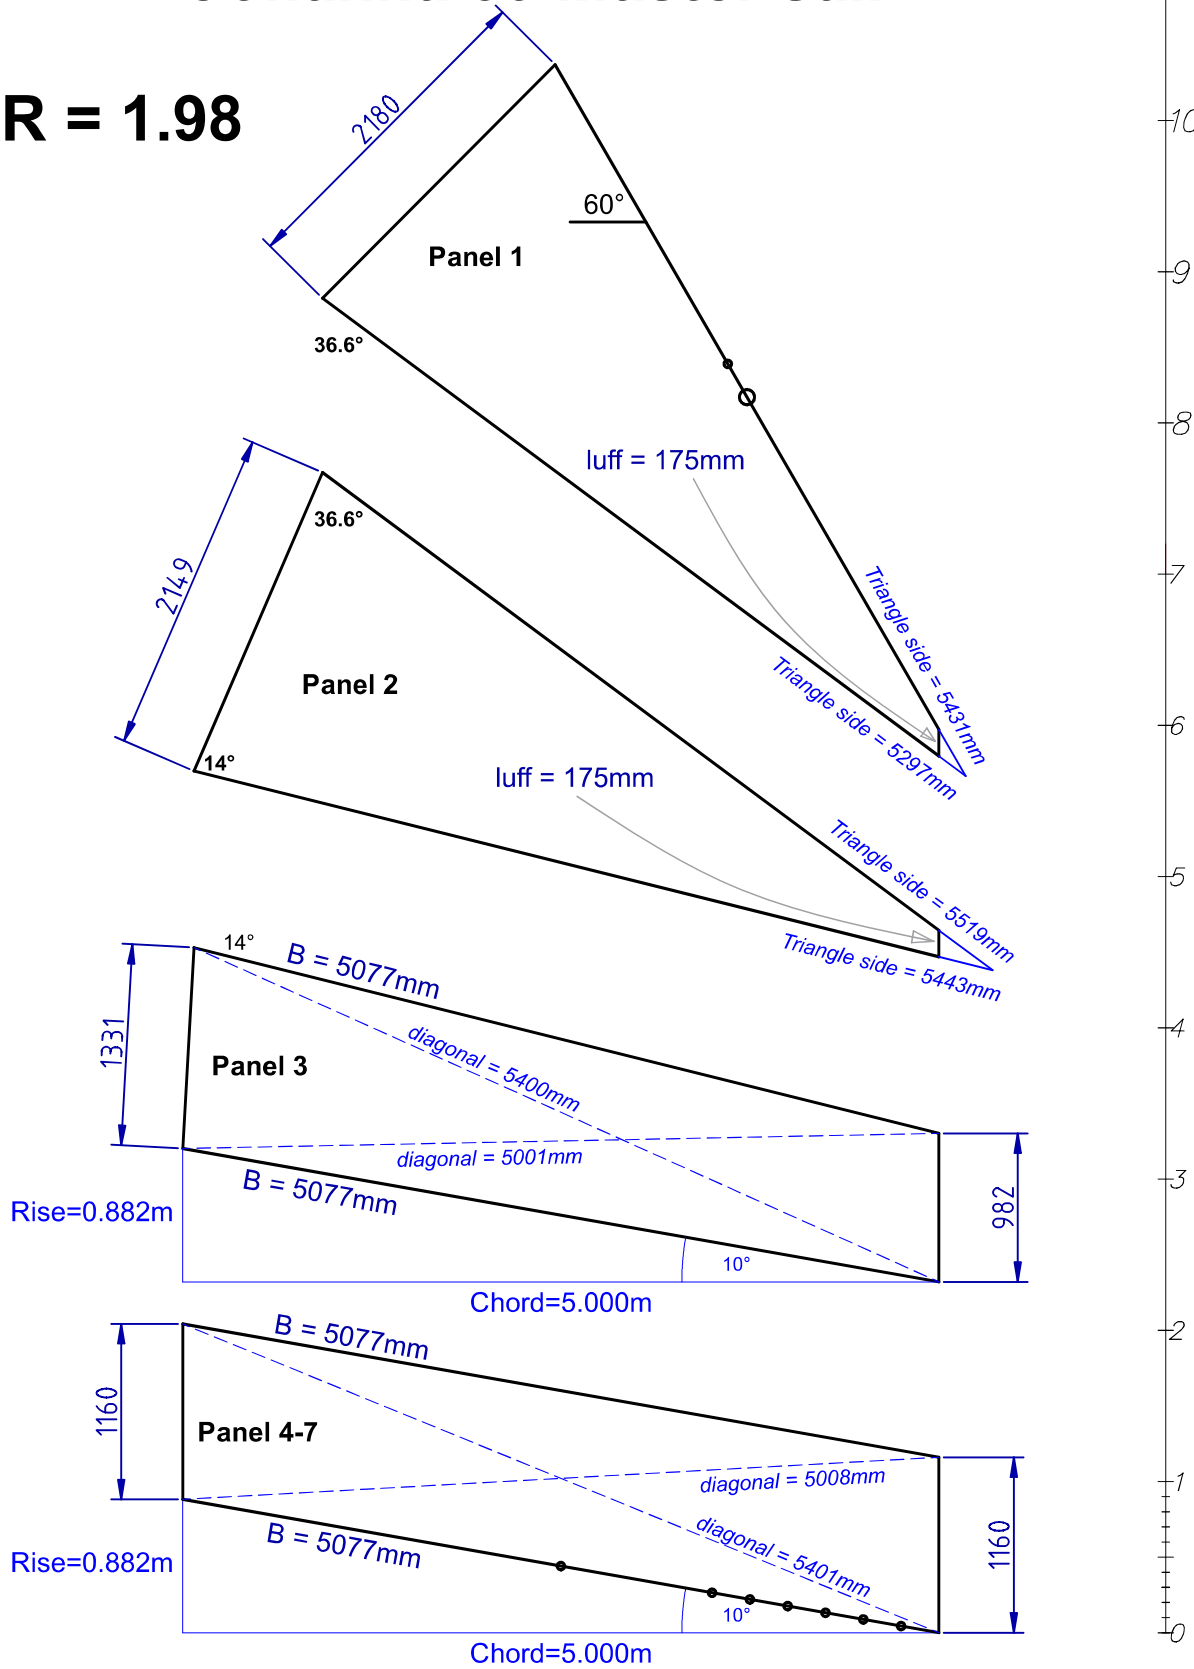 R = 1.98
2180
60°
Panel 1
36.6°
luff = 175mm
Triangle side = 5431mm
Triangle side = 5297mm
2149
36.6°
Panel 2
14°
luff = 175mm
Triangle side = 5519mm
Triangle side = 5443mm
14°
B = 5077mm
1331
diagonal = 5400mm
Panel 3
diagonal = 5001mm
B = 5077mm
982
Rise=0.882m
10°
Chord=5.000m
B = 5077mm
1160
Panel 4-7
diagonal = 5008mm
diagonal = 5401mm
B = 5077mm
1160
Rise=0.882m
10°
Chord=5.000m
10
9
8
7
6
5
4
3
2
1
0